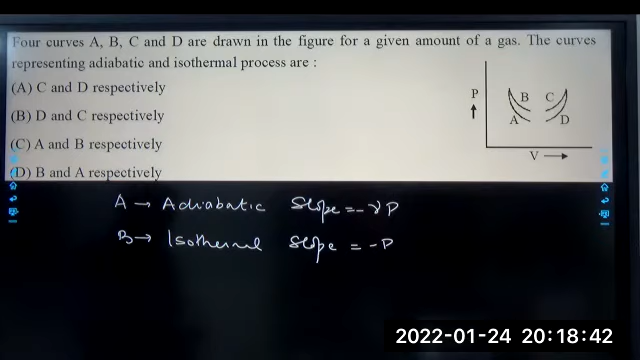 Four curves A, B, C and D are drawn in the figure for a given amount of a gas. The curves
representing adiabatic and isothermal process are :
(A) C and D respectively
(B) D and C respectively
(C) A and B respectively
(D) B and A respectively
P
B
C
A
D
V
A → Adiabatic Slope = -γP
B → Isothermal Slope = -P
2022-01-24 20:18:42